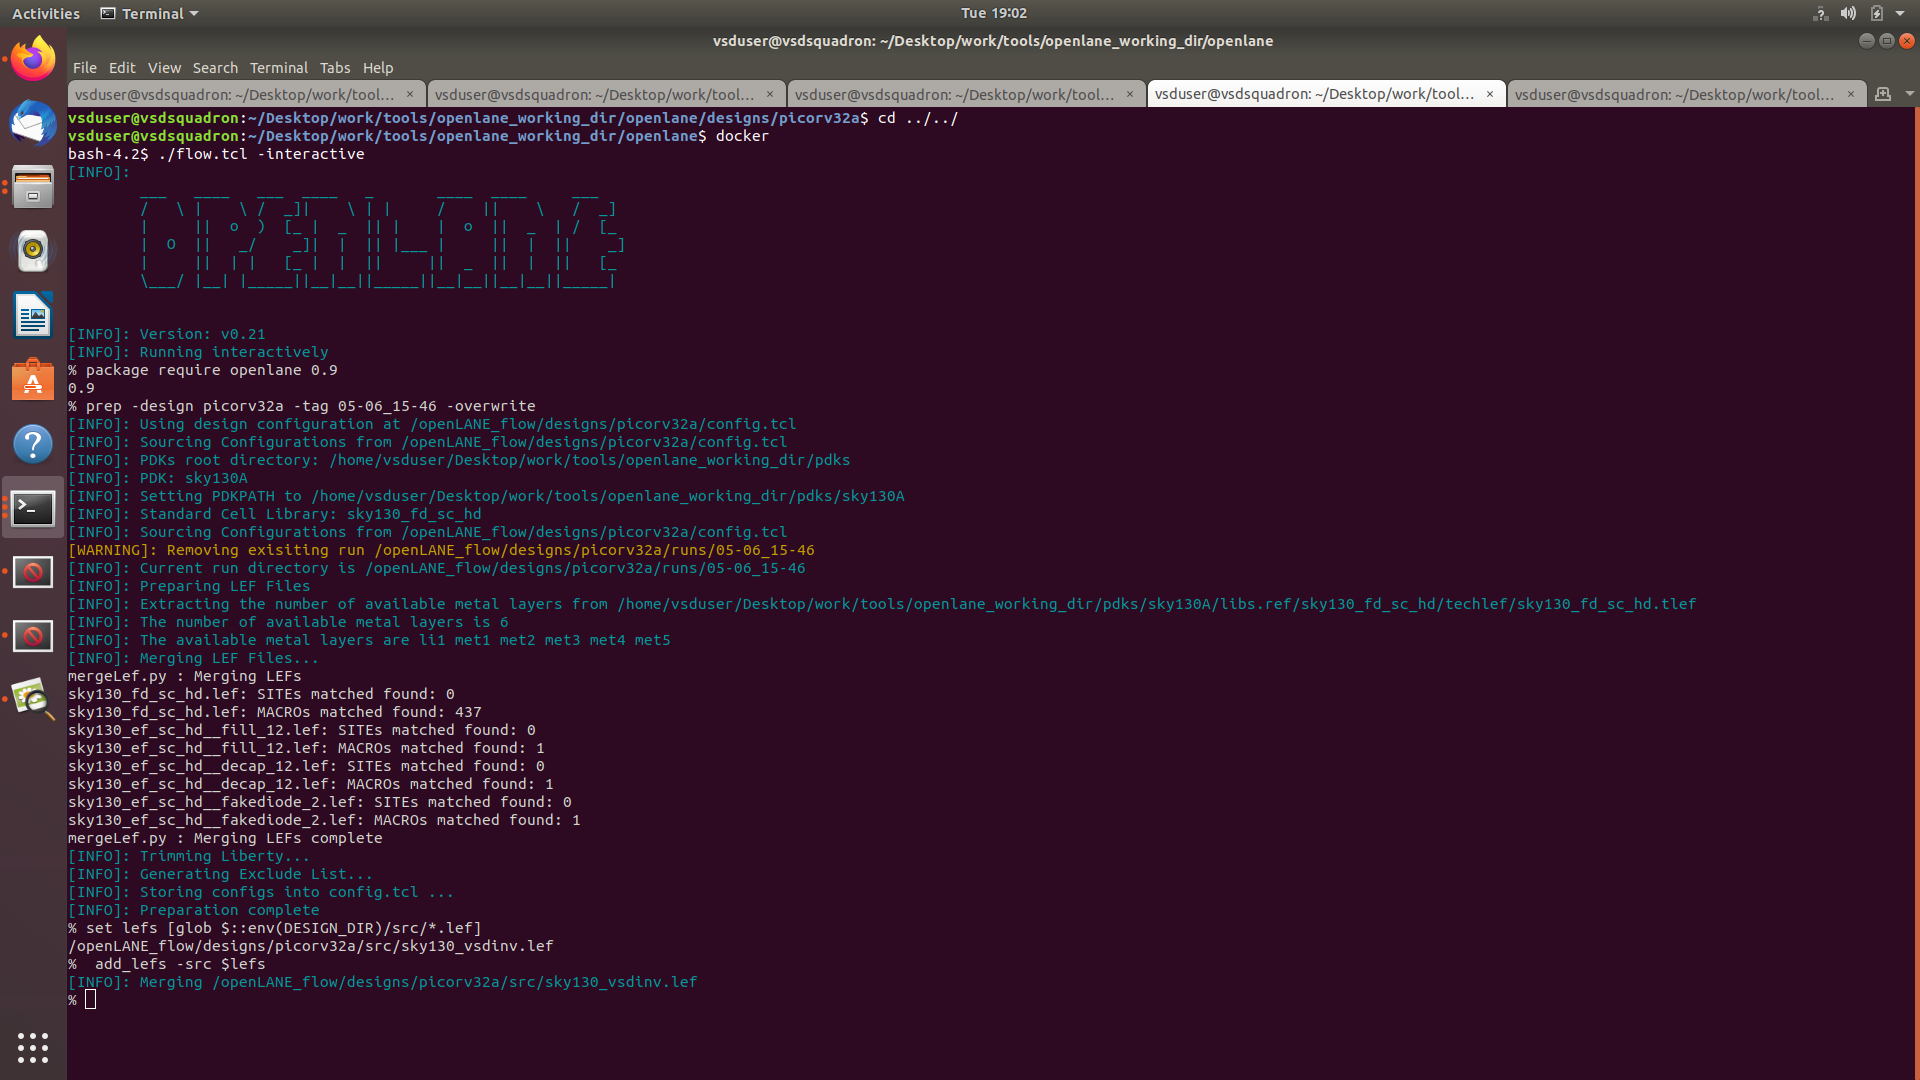 Activities Terminal Tue 19:02
vsduser@vsdsquadron: ~/Desktop/work/tools/openlane_working_dir/openlane
File Edit View Search Terminal Tabs Help
vsduser@vsdsquadron: ~/Desktop/work/tool... × vsduser@vsdsquadron: ~/Desktop/work/tool... × vsduser@vsdsquadron: ~/Desktop/work/tool... × vsduser@vsdsquadron: ~/Desktop/work/tool... × vsduser@vsdsquadron: ~/Desktop/work/tool... ×
vsduser@vsdsquadron:~/Desktop/work/tools/openlane_working_dir/openlane/designs/picorv32a$ cd ../../
vsduser@vsdsquadron:~/Desktop/work/tools/openlane_working_dir/openlane$ docker
bash-4.2$ ./flow.tcl -interactive
[INFO]:
OPENLANE
[INFO]: Version: v0.21
[INFO]: Running interactively
% package require openlane 0.9
0.9
% prep -design picorv32a -tag 05-06_15-46 -overwrite
[INFO]: Using design configuration at /openLANE_flow/designs/picorv32a/config.tcl
[INFO]: Sourcing Configurations from /openLANE_flow/designs/picorv32a/config.tcl
[INFO]: PDKs root directory: /home/vsduser/Desktop/work/tools/openlane_working_dir/pdks
[INFO]: PDK: sky130A
[INFO]: Setting PDKPATH to /home/vsduser/Desktop/work/tools/openlane_working_dir/pdks/sky130A
[INFO]: Standard Cell Library: sky130_fd_sc_hd
[INFO]: Sourcing Configurations from /openLANE_flow/designs/picorv32a/config.tcl
[WARNING]: Removing exisiting run /openLANE_flow/designs/picorv32a/runs/05-06_15-46
[INFO]: Current run directory is /openLANE_flow/designs/picorv32a/runs/05-06_15-46
[INFO]: Preparing LEF Files
[INFO]: Extracting the number of available metal layers from /home/vsduser/Desktop/work/tools/openlane_working_dir/pdks/sky130A/libs.ref/sky130_fd_sc_hd/techlef/sky130_fd_sc_hd.tlef
[INFO]: The number of available metal layers is 6
[INFO]: The available metal layers are li1 met1 met2 met3 met4 met5
[INFO]: Merging LEF Files...
mergeLef.py : Merging LEFs
sky130_fd_sc_hd.lef: SITEs matched found: 0
sky130_fd_sc_hd.lef: MACROs matched found: 437
sky130_ef_sc_hd__fill_12.lef: SITEs matched found: 0
sky130_ef_sc_hd__fill_12.lef: MACROs matched found: 1
sky130_ef_sc_hd__decap_12.lef: SITEs matched found: 0
sky130_ef_sc_hd__decap_12.lef: MACROs matched found: 1
sky130_ef_sc_hd__fakediode_2.lef: SITEs matched found: 0
sky130_ef_sc_hd__fakediode_2.lef: MACROs matched found: 1
mergeLef.py : Merging LEFs complete
[INFO]: Trimming Liberty...
[INFO]: Generating Exclude List...
[INFO]: Storing configs into config.tcl ...
[INFO]: Preparation complete
% set lefs [glob $::env(DESIGN_DIR)/src/*.lef]
/openLANE_flow/designs/picorv32a/src/sky130_vsdinv.lef
%  add_lefs -src $lefs
[INFO]: Merging /openLANE_flow/designs/picorv32a/src/sky130_vsdinv.lef
%